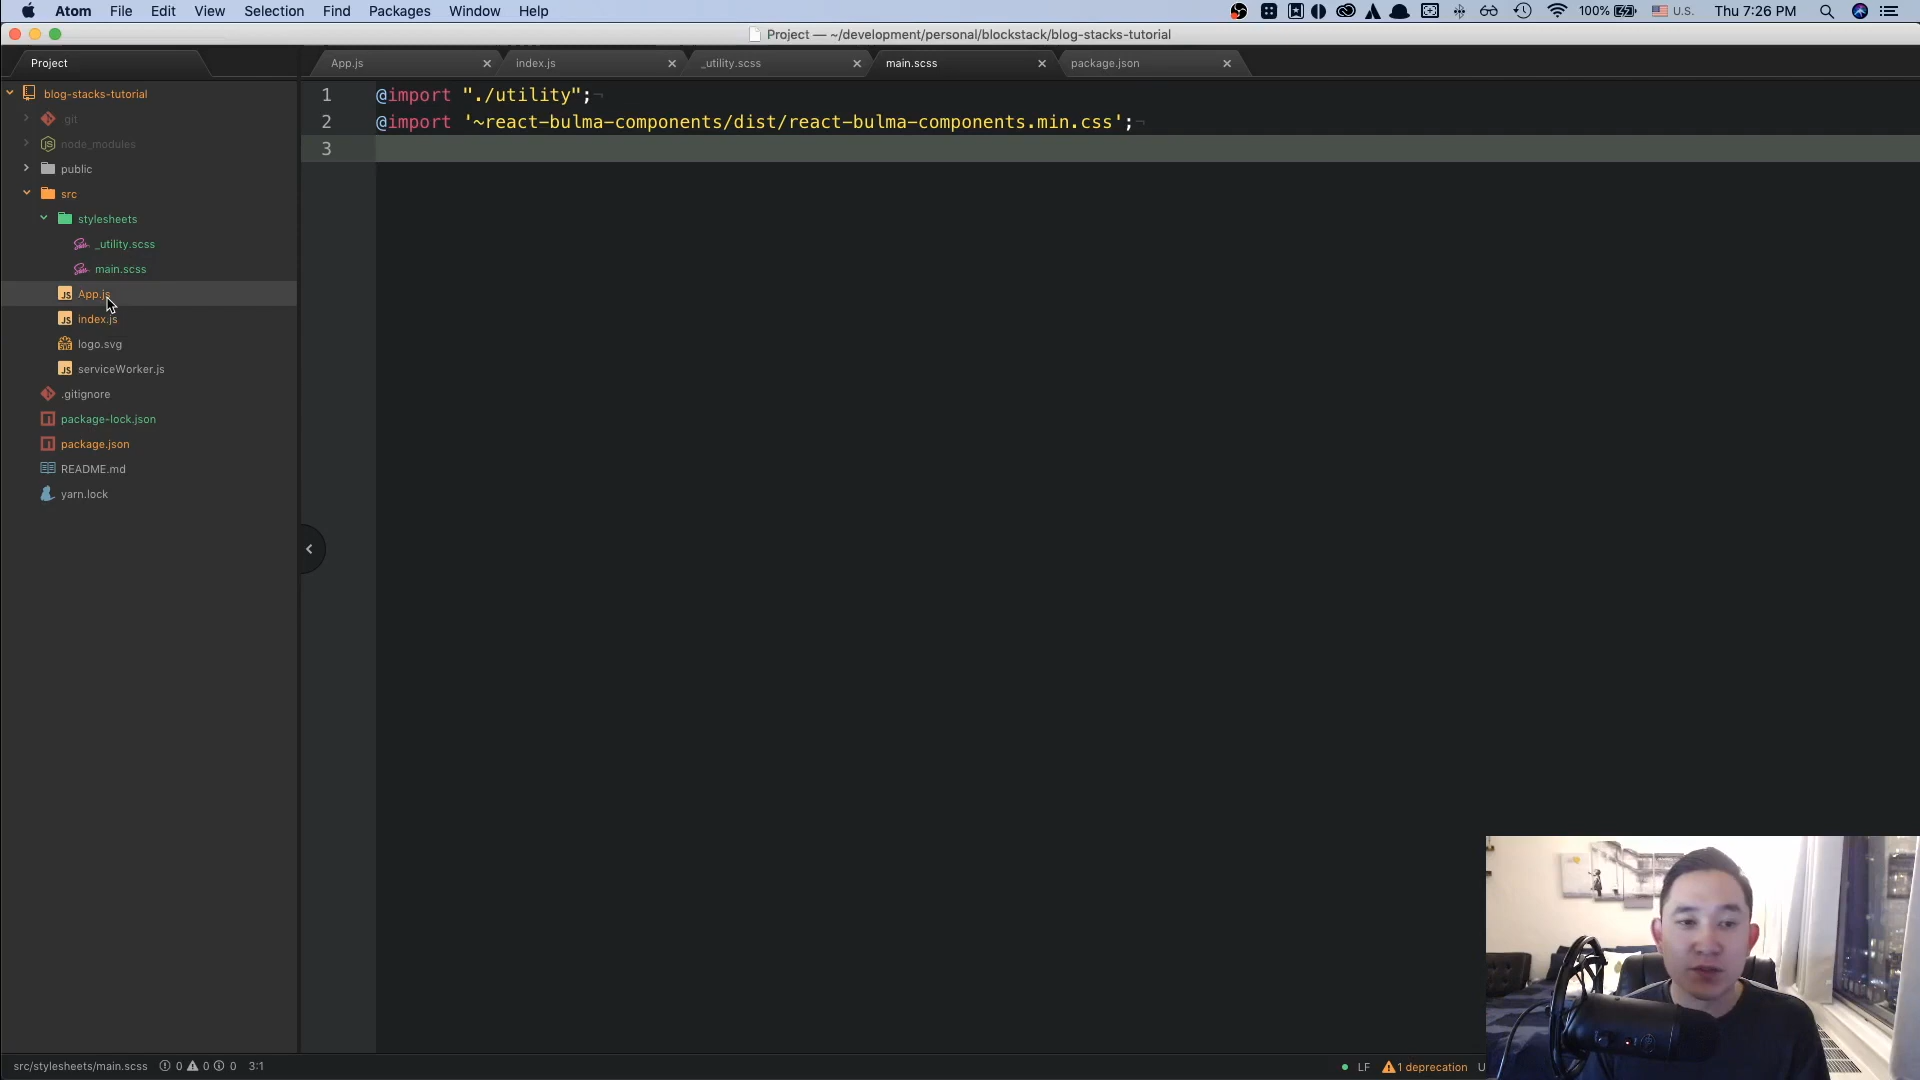 Atom File Edit View Selection Find Packages Window Help 100% U.S. Thu 7:26 PM
Project — ~/development/personal/blockstack/blog-stacks-tutorial
Project App.js index.js _utility.scss main.scss package.json
blog-stacks-tutorial
.git
node_modules
public
src
stylesheets
_utility.scss
main.scss
App.js
index.js
logo.svg
serviceWorker.js
.gitignore
package-lock.json
package.json
README.md
yarn.lock
1 @import "./utility";¬
2 @import '~react-bulma-components/dist/react-bulma-components.min.css';¬
3
src/stylesheets/main.scss 0 0 0 3:1 LF 1 deprecation U